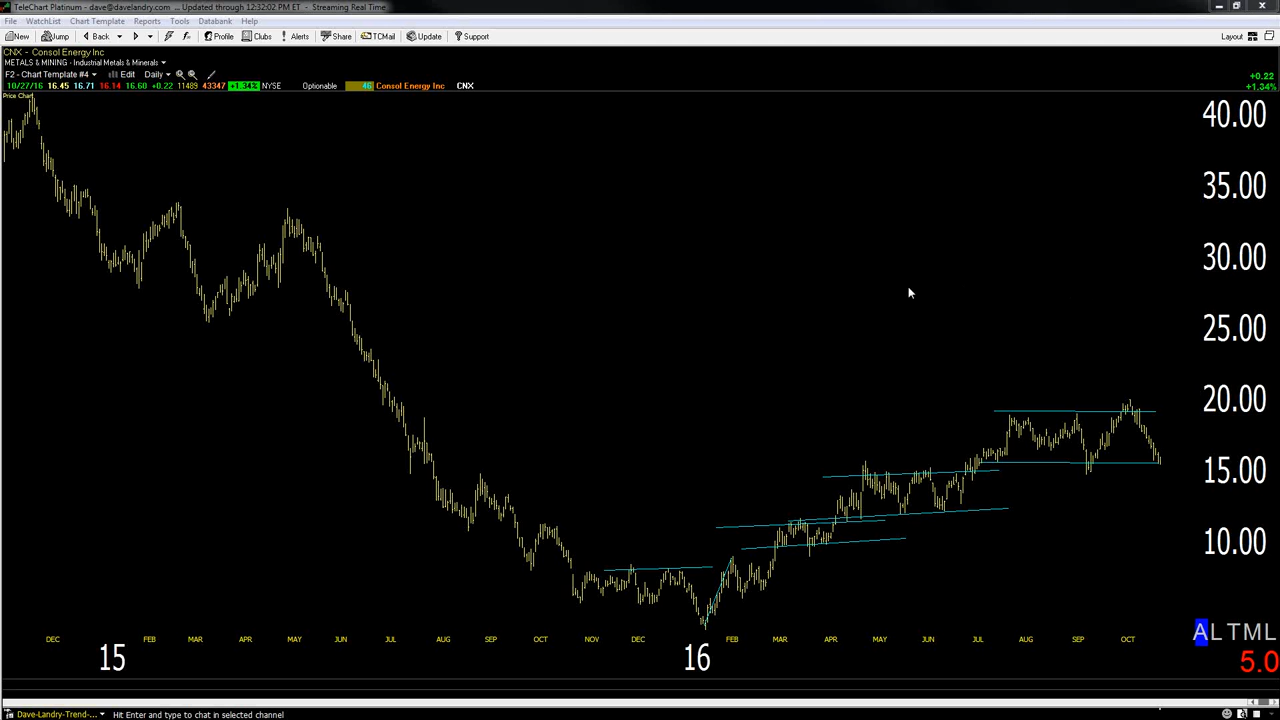 TeleChart Platinum - dave@davelandry.com ... Updated through 12:32:02 PM ET - Streaming Real Time
File WatchList Chart Template Reports Tools Databank Help
New Jump Back Profile Clubs Alerts Share TCMail Update Support Layout
CNX - Consol Energy Inc
METALS & MINING - Industrial Metals & Minerals
F2 - Chart Template #4 Edit Daily +0.22
10/27/16 16.45 16.71 16.14 16.60 +0.22 11489 43347 +1.34% NYSE Optionable 46 Consol Energy Inc CNX +1.34%
Price Chart
40.00
35.00
30.00
25.00
20.00
15.00
10.00
DEC FEB MAR APR MAY JUN JUL AUG SEP OCT NOV DEC FEB MAR APR MAY JUN JUL AUG SEP OCT
ALTML
15 16
5.0
Dave-Landry-Trend-... Hit Enter and type to chat in selected channel